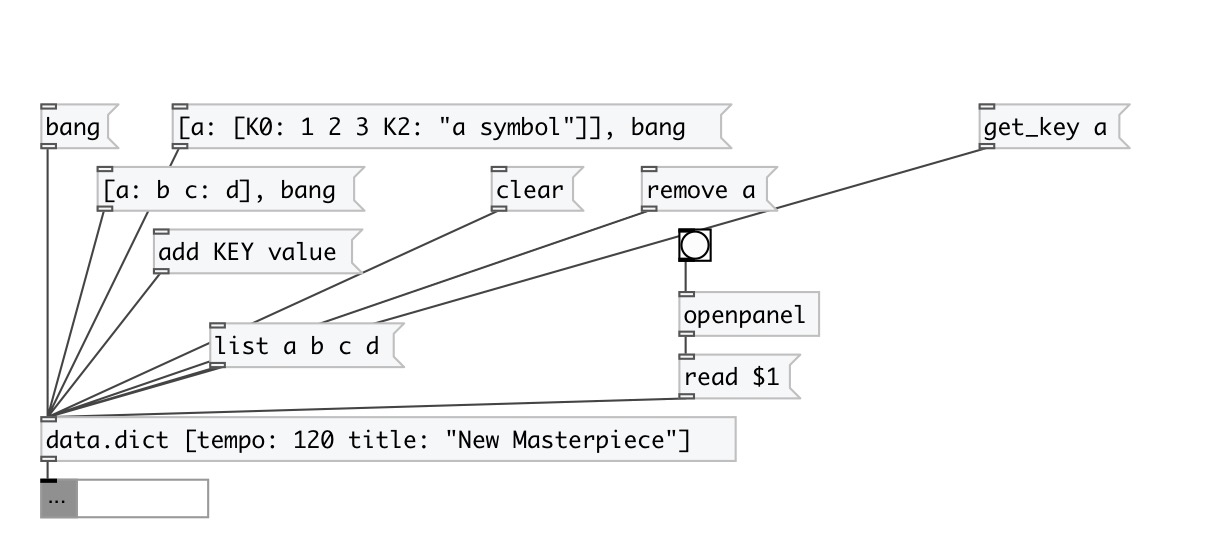 bang
[a: [K0: 1 2 3 K2: "a symbol"]], bang
get_key a
[a: b c: d], bang
clear
remove a
add KEY value
openpanel
list a b c d
read $1
data.dict [tempo: 120 title: "New Masterpiece"]
...